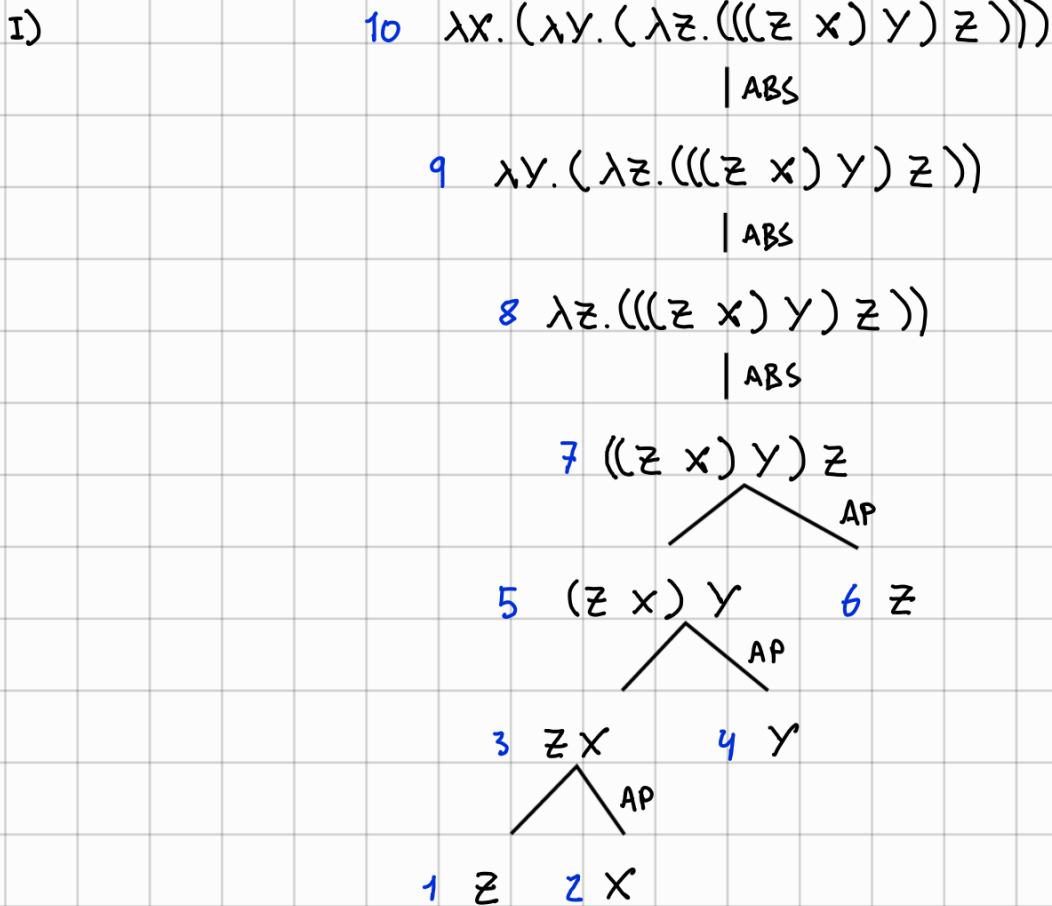 I) 10 λX.(λY.(λZ.(((Z X) Y) Z)))
| ABS
9 λY.(λZ.(((Z X) Y) Z))
| ABS
8 λZ.(((Z X) Y) Z))
| ABS
7 ((Z X) Y) Z
AP
5 (Z X) Y 6 Z
AP
3 Z X 4 Y
AP
1 Z 2 X